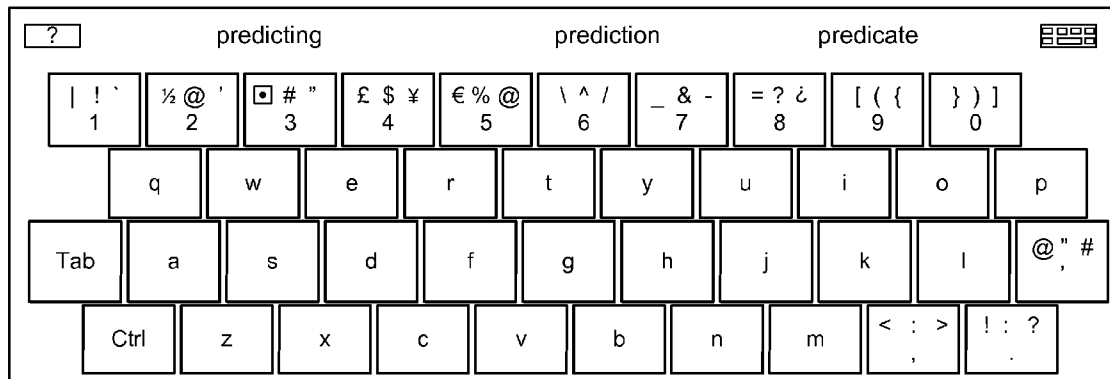 ? predicting prediction predicate
| ! ` ½ @ ' ⊡ # " £ $ ¥ € % @ \ ^ / _ & - = ? ¿ [ ( { } ) ]
1 2 3 4 5 6 7 8 9 0
q w e r t y u i o p
Tab a s d f g h j k l @ " #
'
Ctrl z x c v b n m < : > ! : ?
, .